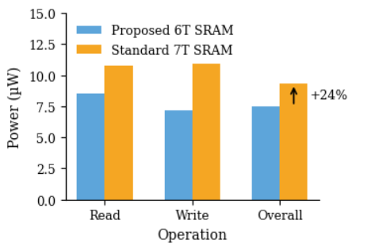 15.0
12.5
10.0
7.5
5.0
2.5
0.0
Power (μW)
Proposed 6T SRAM
Standard 7T SRAM
+24%
Read Write Overall
Operation